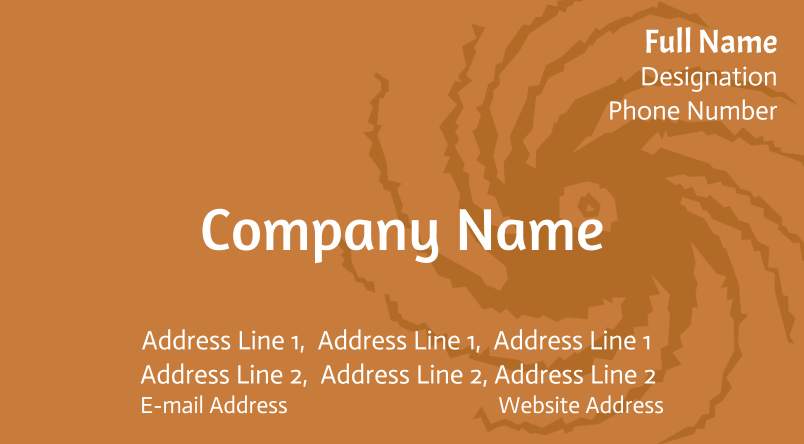 Full Name
Designation
Phone Number
Company Name
Address Line 1, Address Line 1, Address Line 1
Address Line 2, Address Line 2, Address Line 2
E-mail Address Website Address